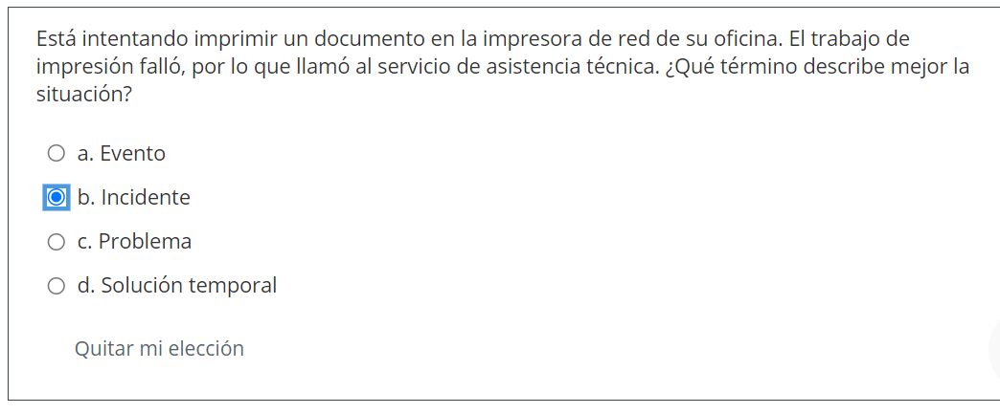 Está intentando imprimir un documento en la impresora de red de su oficina. El trabajo de
impresión falló, por lo que llamó al servicio de asistencia técnica. ¿Qué término describe mejor la
situación?
a. Evento
b. Incidente
c. Problema
d. Solución temporal
Quitar mi elección